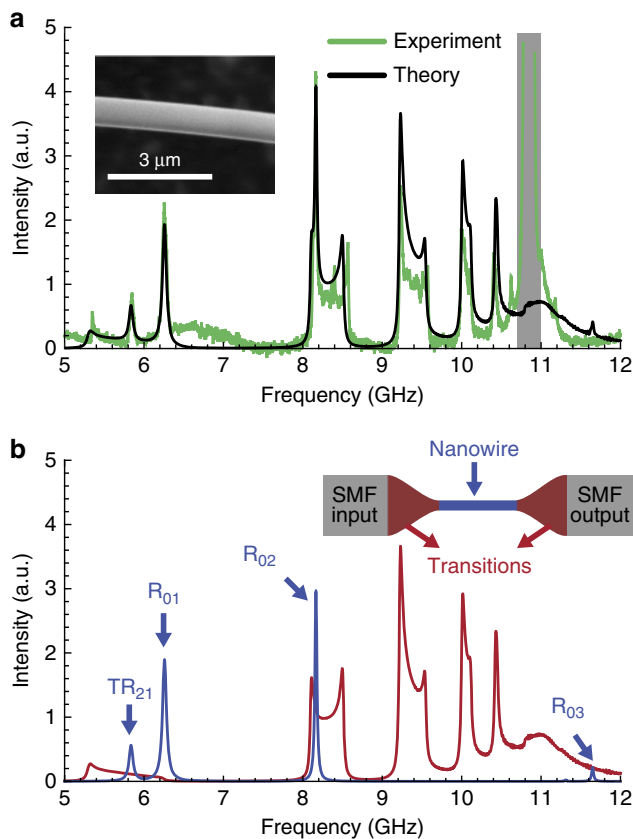 a
Experiment
Theory
3 μm
Intensity (a.u.)
5
4
3
2
1
0
5 6 7 8 9 10 11 12
Frequency (GHz)
b
Nanowire
SMF input
SMF output
Transitions
R02
R01
TR21
R03
Intensity (a.u.)
5
4
3
2
1
0
5 6 7 8 9 10 11 12
Frequency (GHz)